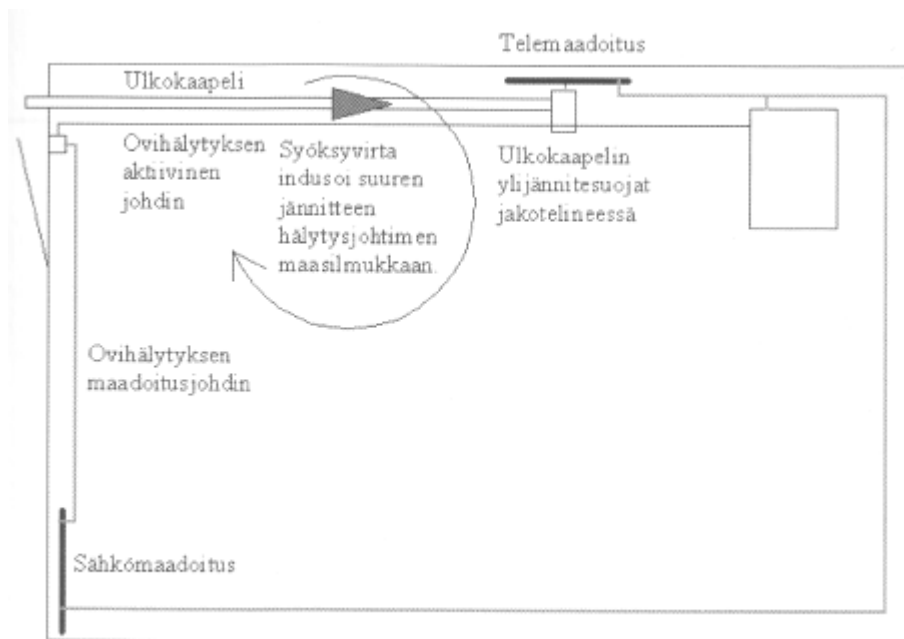 Telemaadoitus
Ulkokaapeli
Ovihälytyksen
aktiivinen
johdin
Syöksyvirta
indusoi suuren
jännitteen
hälytysjohtimen
maasilmukkaan.
Ulkokaapelin
ylijännitesuojat
jakotelineessä
Ovihälytyksen
maadoitusjohdin
Sähkömaadoitus